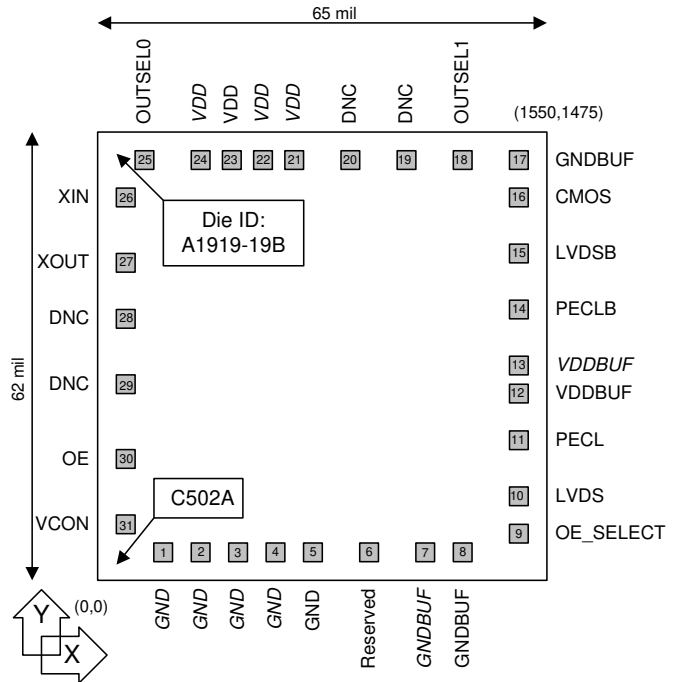 65 mil
OUTSEL0
VDD
VDD
VDD
VDD
DNC
DNC
OUTSEL1
(1550,1475)
25
24
23
22
21
20
19
18
17
GNDBUF
XIN
26
16
CMOS
Die ID:
A1919-19B
XOUT
27
15
LVDSB
DNC
28
14
PECLB
62 mil
13
VDDBUF
DNC
29
12
VDDBUF
11
PECL
OE
30
C502A
10
LVDS
VCON
31
9
OE_SELECT
1
2
3
4
5
6
7
8
(0,0)
GND
GND
GND
GND
GND
Reserved
GNDBUF
GNDBUF
Y
X